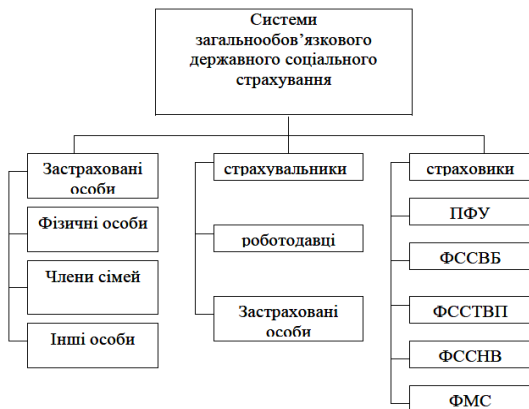 Системи
загальнообов’язкового
державного соціального
страхування
Застраховані
особи
Фізичні особи
Члени сімей
Інші особи
страхувальники
роботодавці
Застраховані
особи
страховики
ПФУ
ФССВБ
ФССТВП
ФССНВ
ФМС